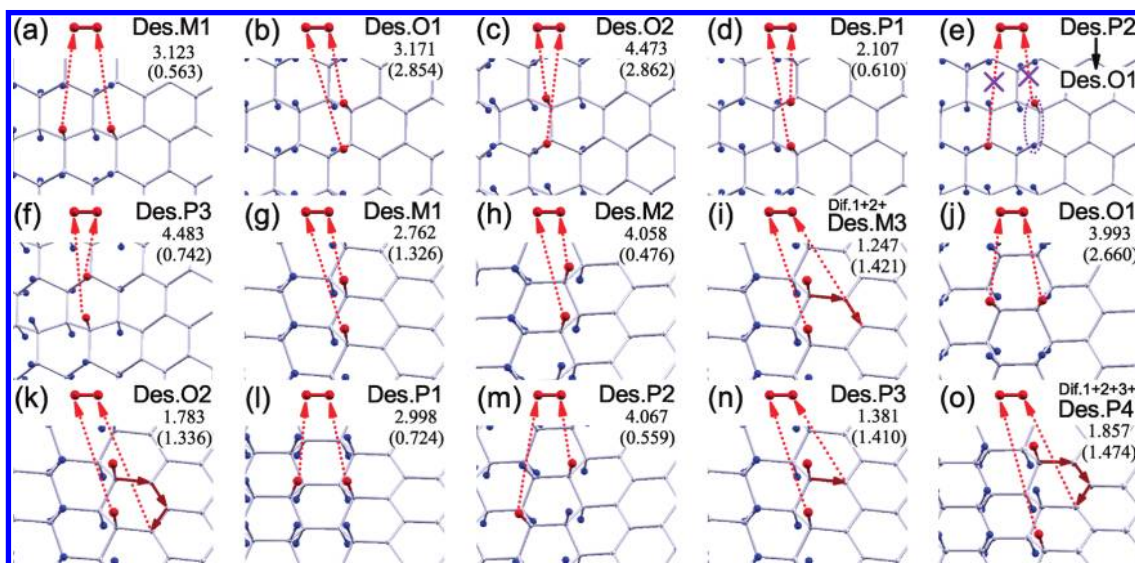 (a) Des.M1
3.123
(0.563)
(b) Des.O1
3.171
(2.854)
(c) Des.O2
4.473
(2.862)
(d) Des.P1
2.107
(0.610)
(e) Des.P2
Des.O1
(f) Des.P3
4.483
(0.742)
(g) Des.M1
2.762
(1.326)
(h) Des.M2
4.058
(0.476)
(i) Dif.1+2+
Des.M3
1.247
(1.421)
(j) Des.O1
3.993
(2.660)
(k) Des.O2
1.783
(1.336)
(l) Des.P1
2.998
(0.724)
(m) Des.P2
4.067
(0.559)
(n) Des.P3
1.381
(1.410)
(o) Dif.1+2+3+
Des.P4
1.857
(1.474)